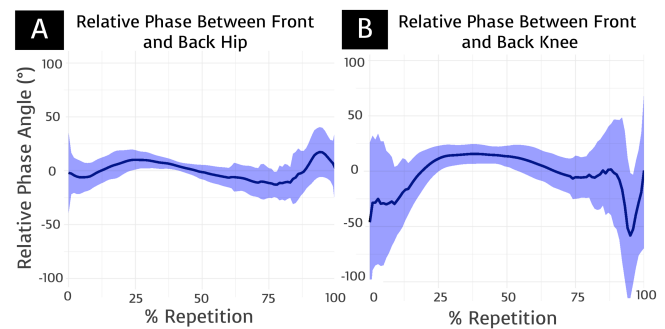 A
Relative Phase Between Front
and Back Hip
Relative Phase Angle (°)
100
50
0
-50
-100
0
25
50
75
100
% Repetition
B
Relative Phase Between Front
and Back Knee
100
50
0
-50
-100
0
25
50
75
100
% Repetition